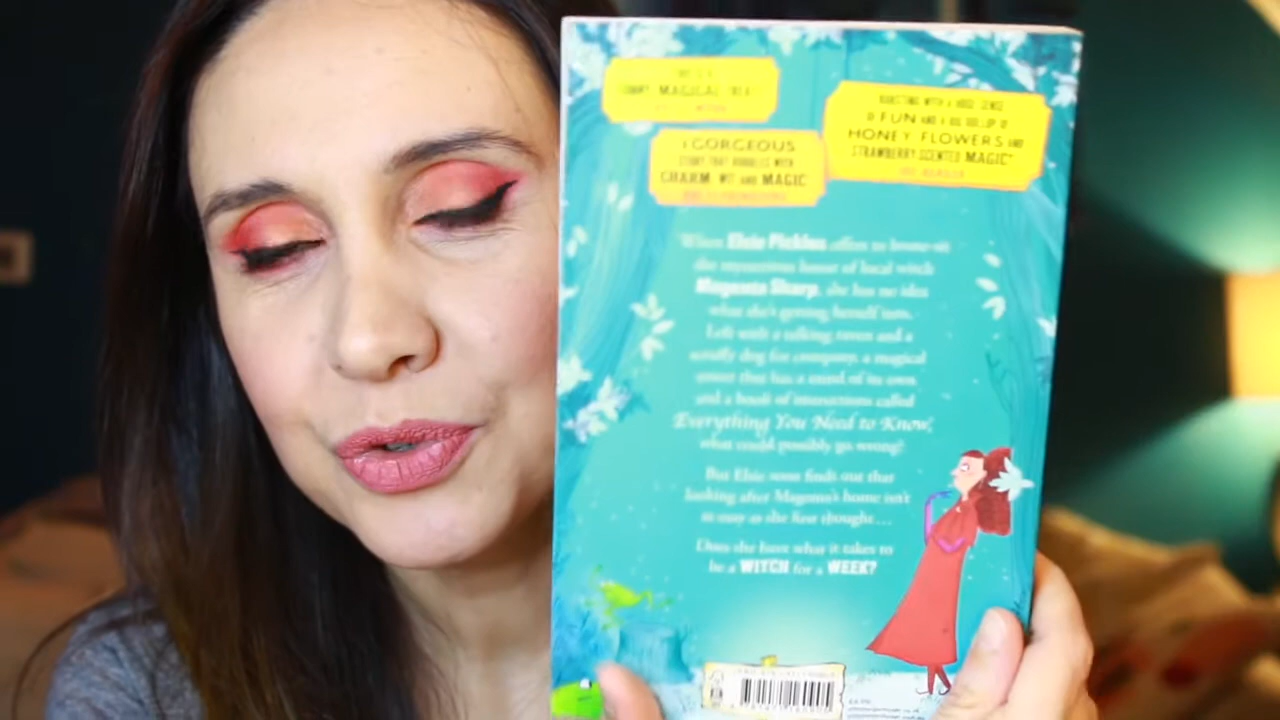 FUNNY, MAGICAL
BURSTING WITH A HUGE SENSE
OF FUN AND A BIG DOLLOP OF
HONEY, FLOWERS AND
STRAWBERRY-SCENTED MAGIC"
A GORGEOUS
STORY THAT BUBBLES WITH
CHARM, WIT AND MAGIC
When Elsie Pickles offers to house-sit
the mysterious house of local witch
Magenta Sharp, she has no idea
what she's getting herself into.
Left with a talking raven and a
scruffy dog for company, a magical
tower that has a mind of its own
and a book of instructions called
Everything You Need to Know,
what could possibly go wrong?
But Elsie soon finds out that
looking after Magenta's home isn't
as easy as she first thought...
Does she have what it takes to
be a WITCH for a WEEK?